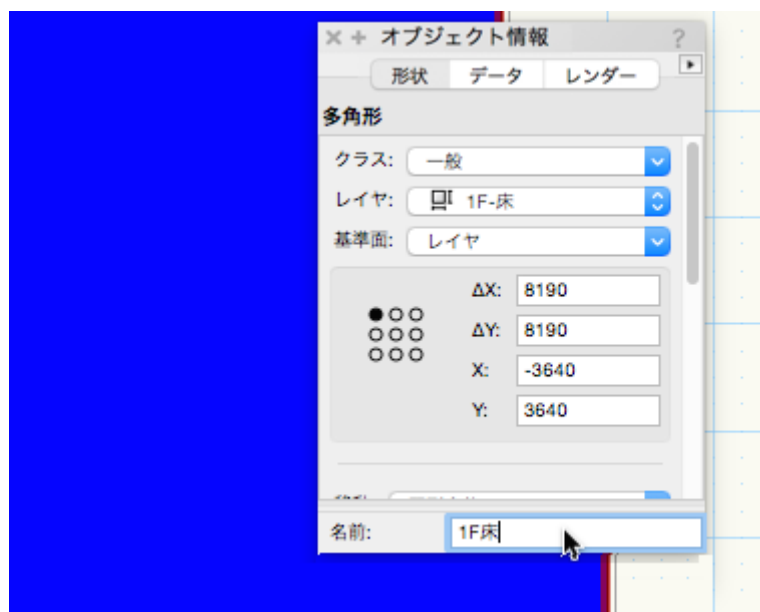 オブジェクト情報 ?
形状 データ レンダー
多角形
クラス: 一般
レイヤ: 1F-床
基準面: レイヤ
ΔX: 8190
ΔY: 8190
X: -3640
Y: 3640
名前: 1F床